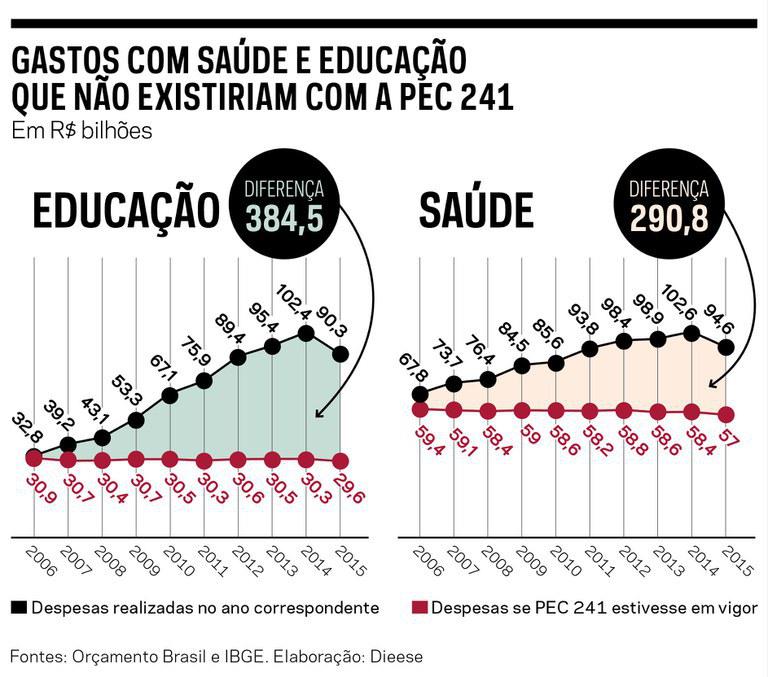 GASTOS COM SAÚDE E EDUCAÇÃO
QUE NÃO EXISTIRIAM COM A PEC 241
Em R$ bilhões
EDUCAÇÃO
DIFERENÇA
384,5
32,8 39,2 43,1 53,3 67,1 75,9 89,4 95,4 102,4 90,3
30,9 30,7 30,4 30,7 30,5 30,3 30,6 30,5 30,3 29,6
2006 2007 2008 2009 2010 2011 2012 2013 2014 2015
SAÚDE
DIFERENÇA
290,8
67,8 73,7 76,4 84,5 85,6 93,8 98,4 98,9 102,6 94,6
59,4 59,1 58,4 59 58,6 58,2 58,8 58,6 58,4 57
2006 2007 2008 2009 2010 2011 2012 2013 2014 2015
Despesas realizadas no ano correspondente
Despesas se PEC 241 estivesse em vigor
Fontes: Orçamento Brasil e IBGE. Elaboração: Dieese